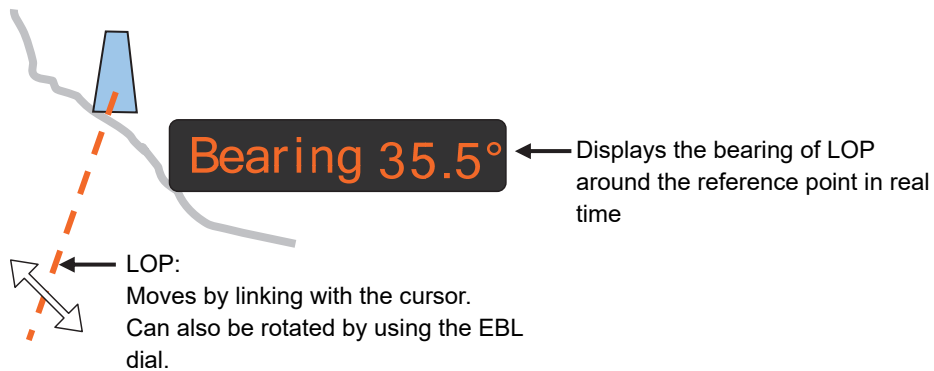 Bearing 35.5°
Displays the bearing of LOP
around the reference point in real
time
LOP:
Moves by linking with the cursor.
Can also be rotated by using the EBL
dial.